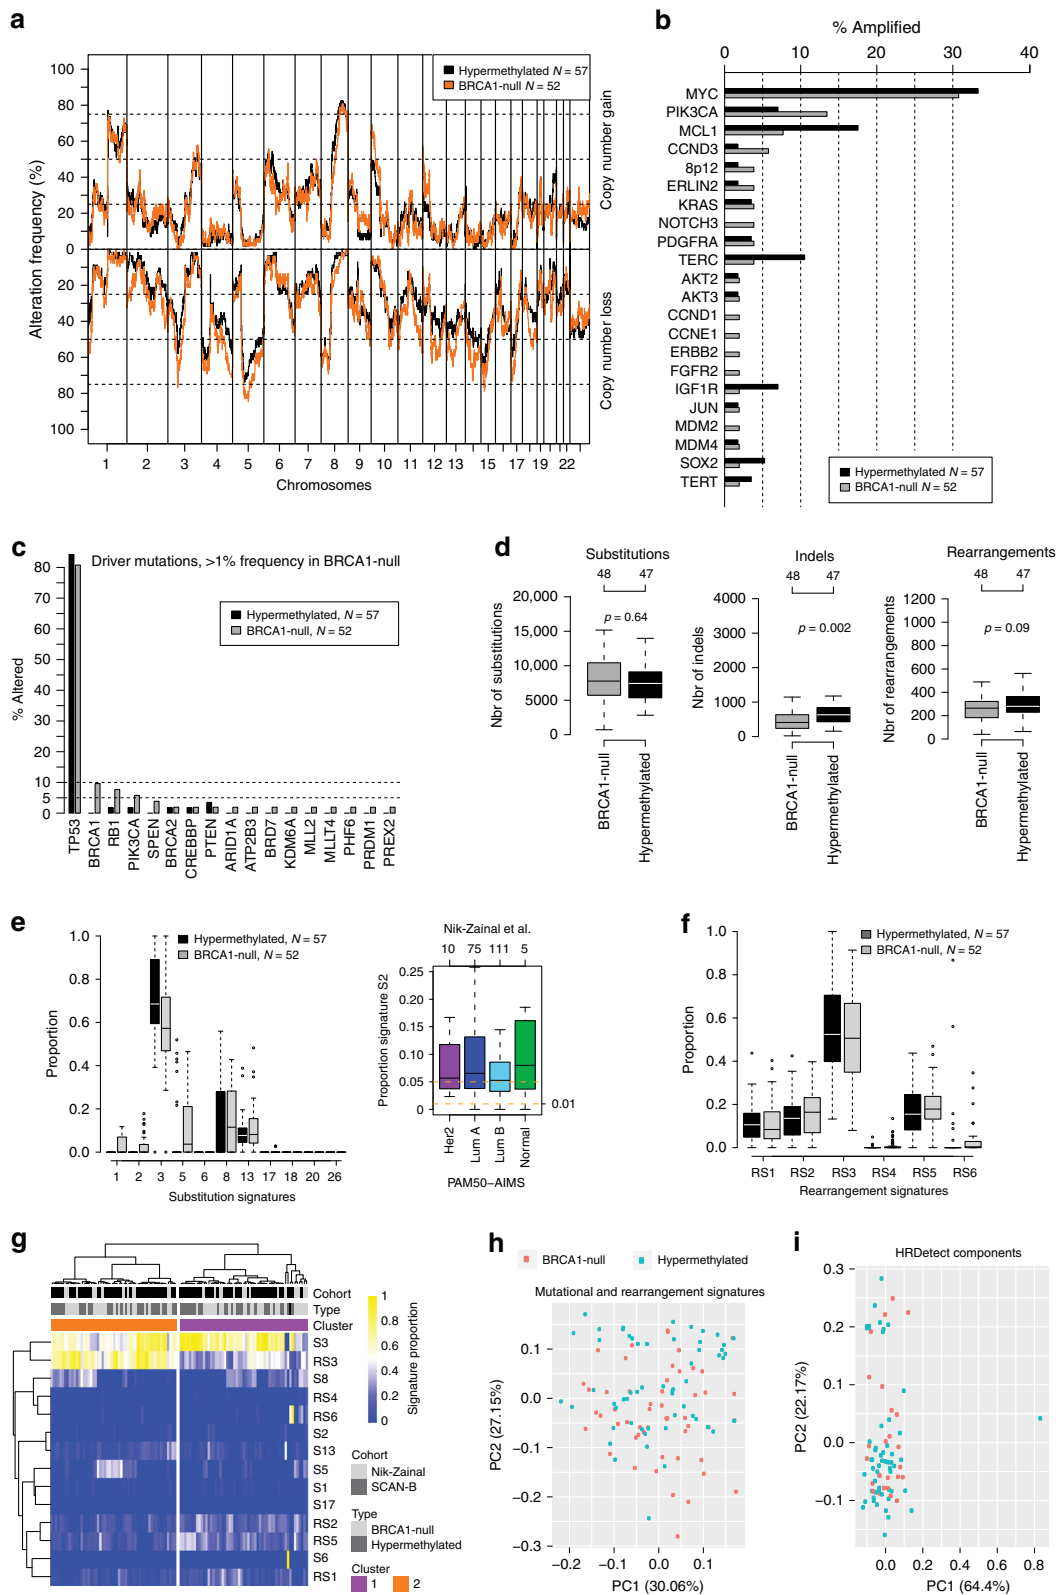 a
Hypermethylated N = 57
BRCA1-null N = 52
Alteration frequency (%)
Copy number gain
Copy number loss
100
80
60
40
20
0
20
40
60
80
100
1 2 3 4 5 6 7 8 9 10 11 12 13 15 17 19 22
Chromosomes
b
% Amplified
0 10 20 30 40
MYC
PIK3CA
MCL1
CCND3
8p12
ERLIN2
KRAS
NOTCH3
PDGFRA
TERC
AKT2
AKT3
CCND1
CCNE1
ERBB2
FGFR2
IGF1R
JUN
MDM2
MDM4
SOX2
TERT
Hypermethylated N = 57
BRCA1-null N = 52
c
Driver mutations, >1% frequency in BRCA1-null
Hypermethylated, N = 57
BRCA1-null, N = 52
% Altered
80
70
60
50
40
30
20
10
5
0
TP53
BRCA1
RB1
PIK3CA
SPEN
BRCA2
CREBBP
PTEN
ARID1A
ATP2B3
BRD7
KDM6A
MLL2
MLLT4
PHF6
PRDM1
PREX2
d
Substitutions
48 47
Nbr of substitutions
20,000
15,000
10,000
5000
0
p = 0.64
BRCA1-null
Hypermethylated
Indels
48 47
Nbr of indels
4000
3000
2000
1000
0
p = 0.002
BRCA1-null
Hypermethylated
Rearrangements
48 47
Nbr of rearrangements
1200
1000
800
600
400
200
0
p = 0.09
BRCA1-null
Hypermethylated
e
Hypermethylated, N = 57
BRCA1-null, N = 52
Proportion
1.0
0.8
0.6
0.4
0.2
0
1 2 3 5 6 8 13 17 18 20 26
Substitution signatures
Nik-Zainal et al.
10 75 111 5
Proportion signature S2
0.25
0.20
0.15
0.10
0.05
0
0.01
Her2
Lum A
Lum B
Normal
PAM50–AIMS
f
Hypermethylated, N = 57
BRCA1-null, N = 52
Proportion
1.0
0.8
0.6
0.4
0.2
0.0
RS1 RS2 RS3 RS4 RS5 RS6
Rearrangement signatures
g
Cohort
Type
Cluster
S3
RS3
S8
RS4
RS6
S2
S13
S5
S1
S17
RS2
RS5
S6
RS1
1
0.8
0.6
0.4
0.2
0
Signature proportion
Cohort
Nik-Zainal
SCAN-B
Type
BRCA1-null
Hypermethylated
Cluster
1 2
h
BRCA1-null Hypermethylated
Mutational and rearrangement signatures
PC2 (27.15%)
0.1
0.0
−0.1
−0.2
−0.3
−0.2 −0.1 0.0 0.1
PC1 (30.06%)
i
HRDetect components
PC2 (22.17%)
0.3
0.2
0.1
0.0
−0.1
0.0 0.2 0.4 0.6 0.8
PC1 (64.4%)